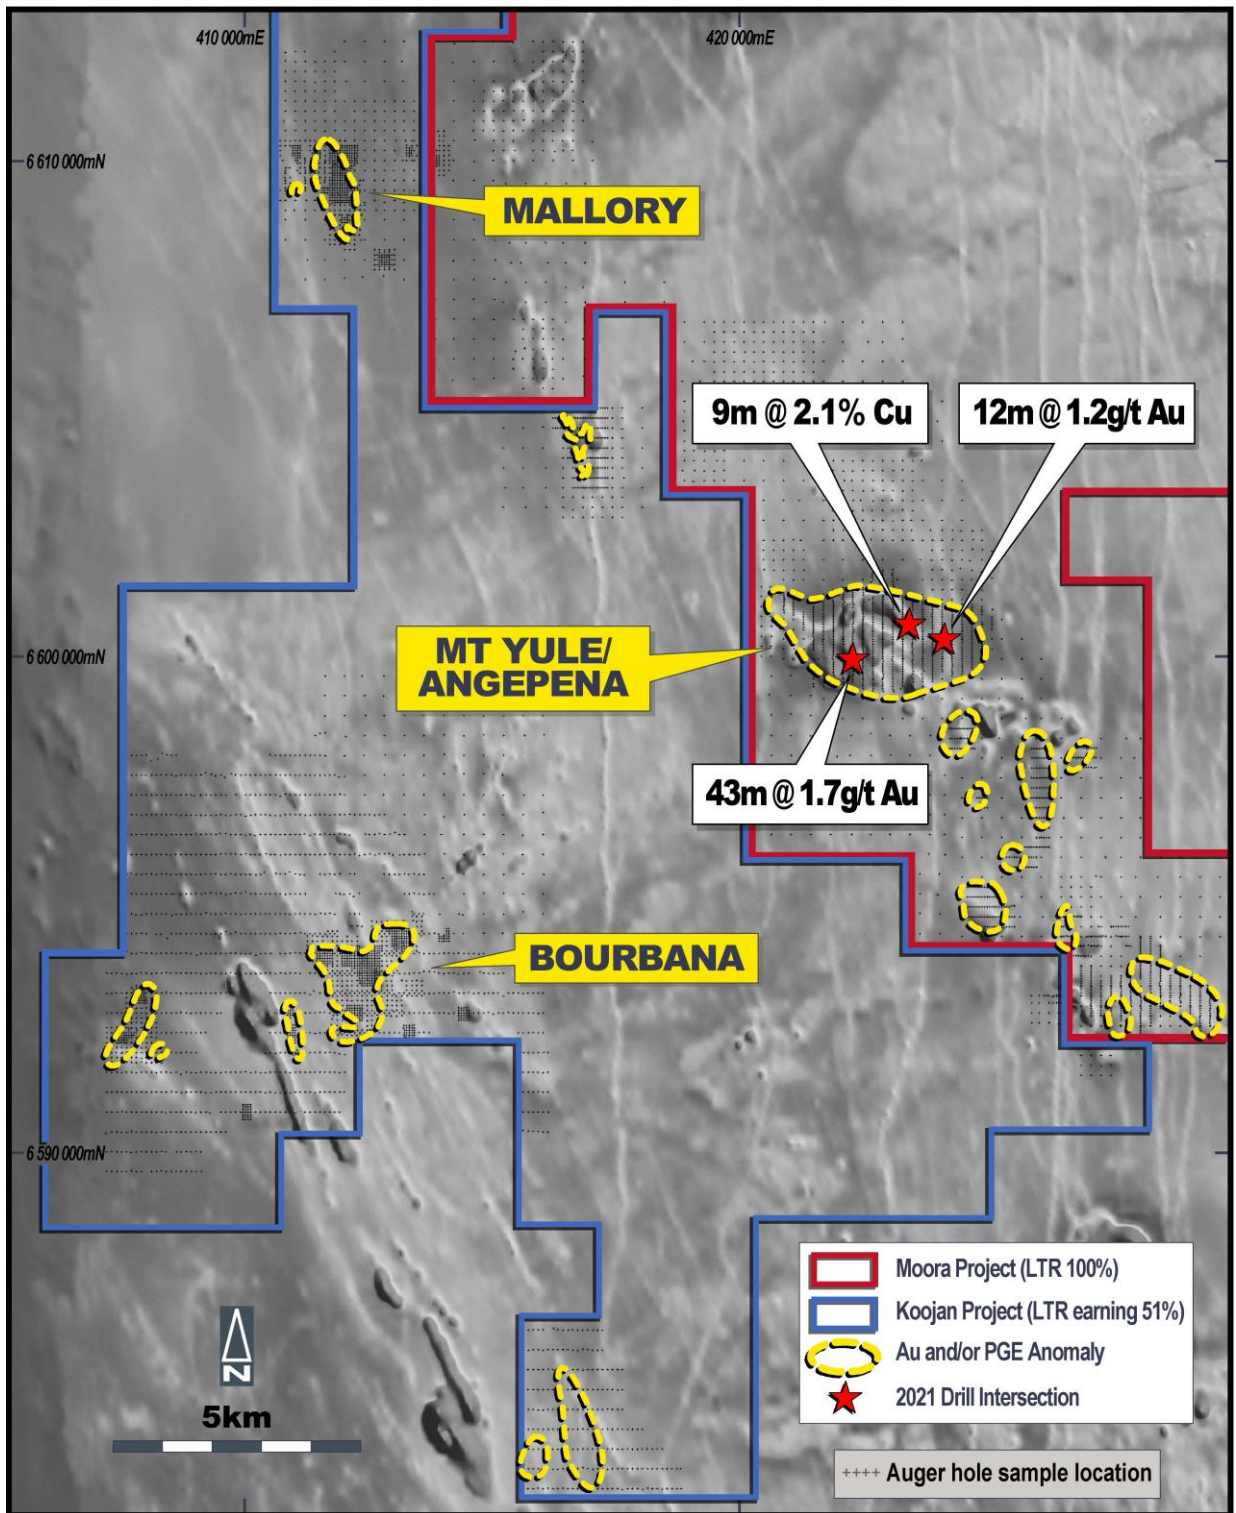 410 000mE
420 000mE
6 610 000mN
MALLORY
9m @ 2.1% Cu
12m @ 1.2g/t Au
MT YULE/
ANGEPENA
6 600 000mN
43m @ 1.7g/t Au
BOURBANA
6 590 000mN
Moora Project (LTR 100%)
Koojan Project (LTR earning 51%)
Au and/or PGE Anomaly
2021 Drill Intersection
N
5km
++++ Auger hole sample location